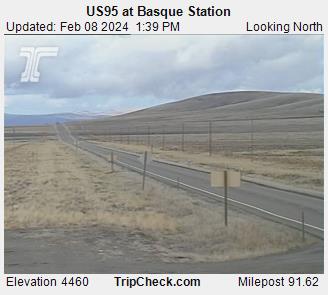 US95 at Basque Station
Updated: Feb 08 2024 1:39 PM Looking North
Elevation 4460 TripCheck.com Milepost 91.62